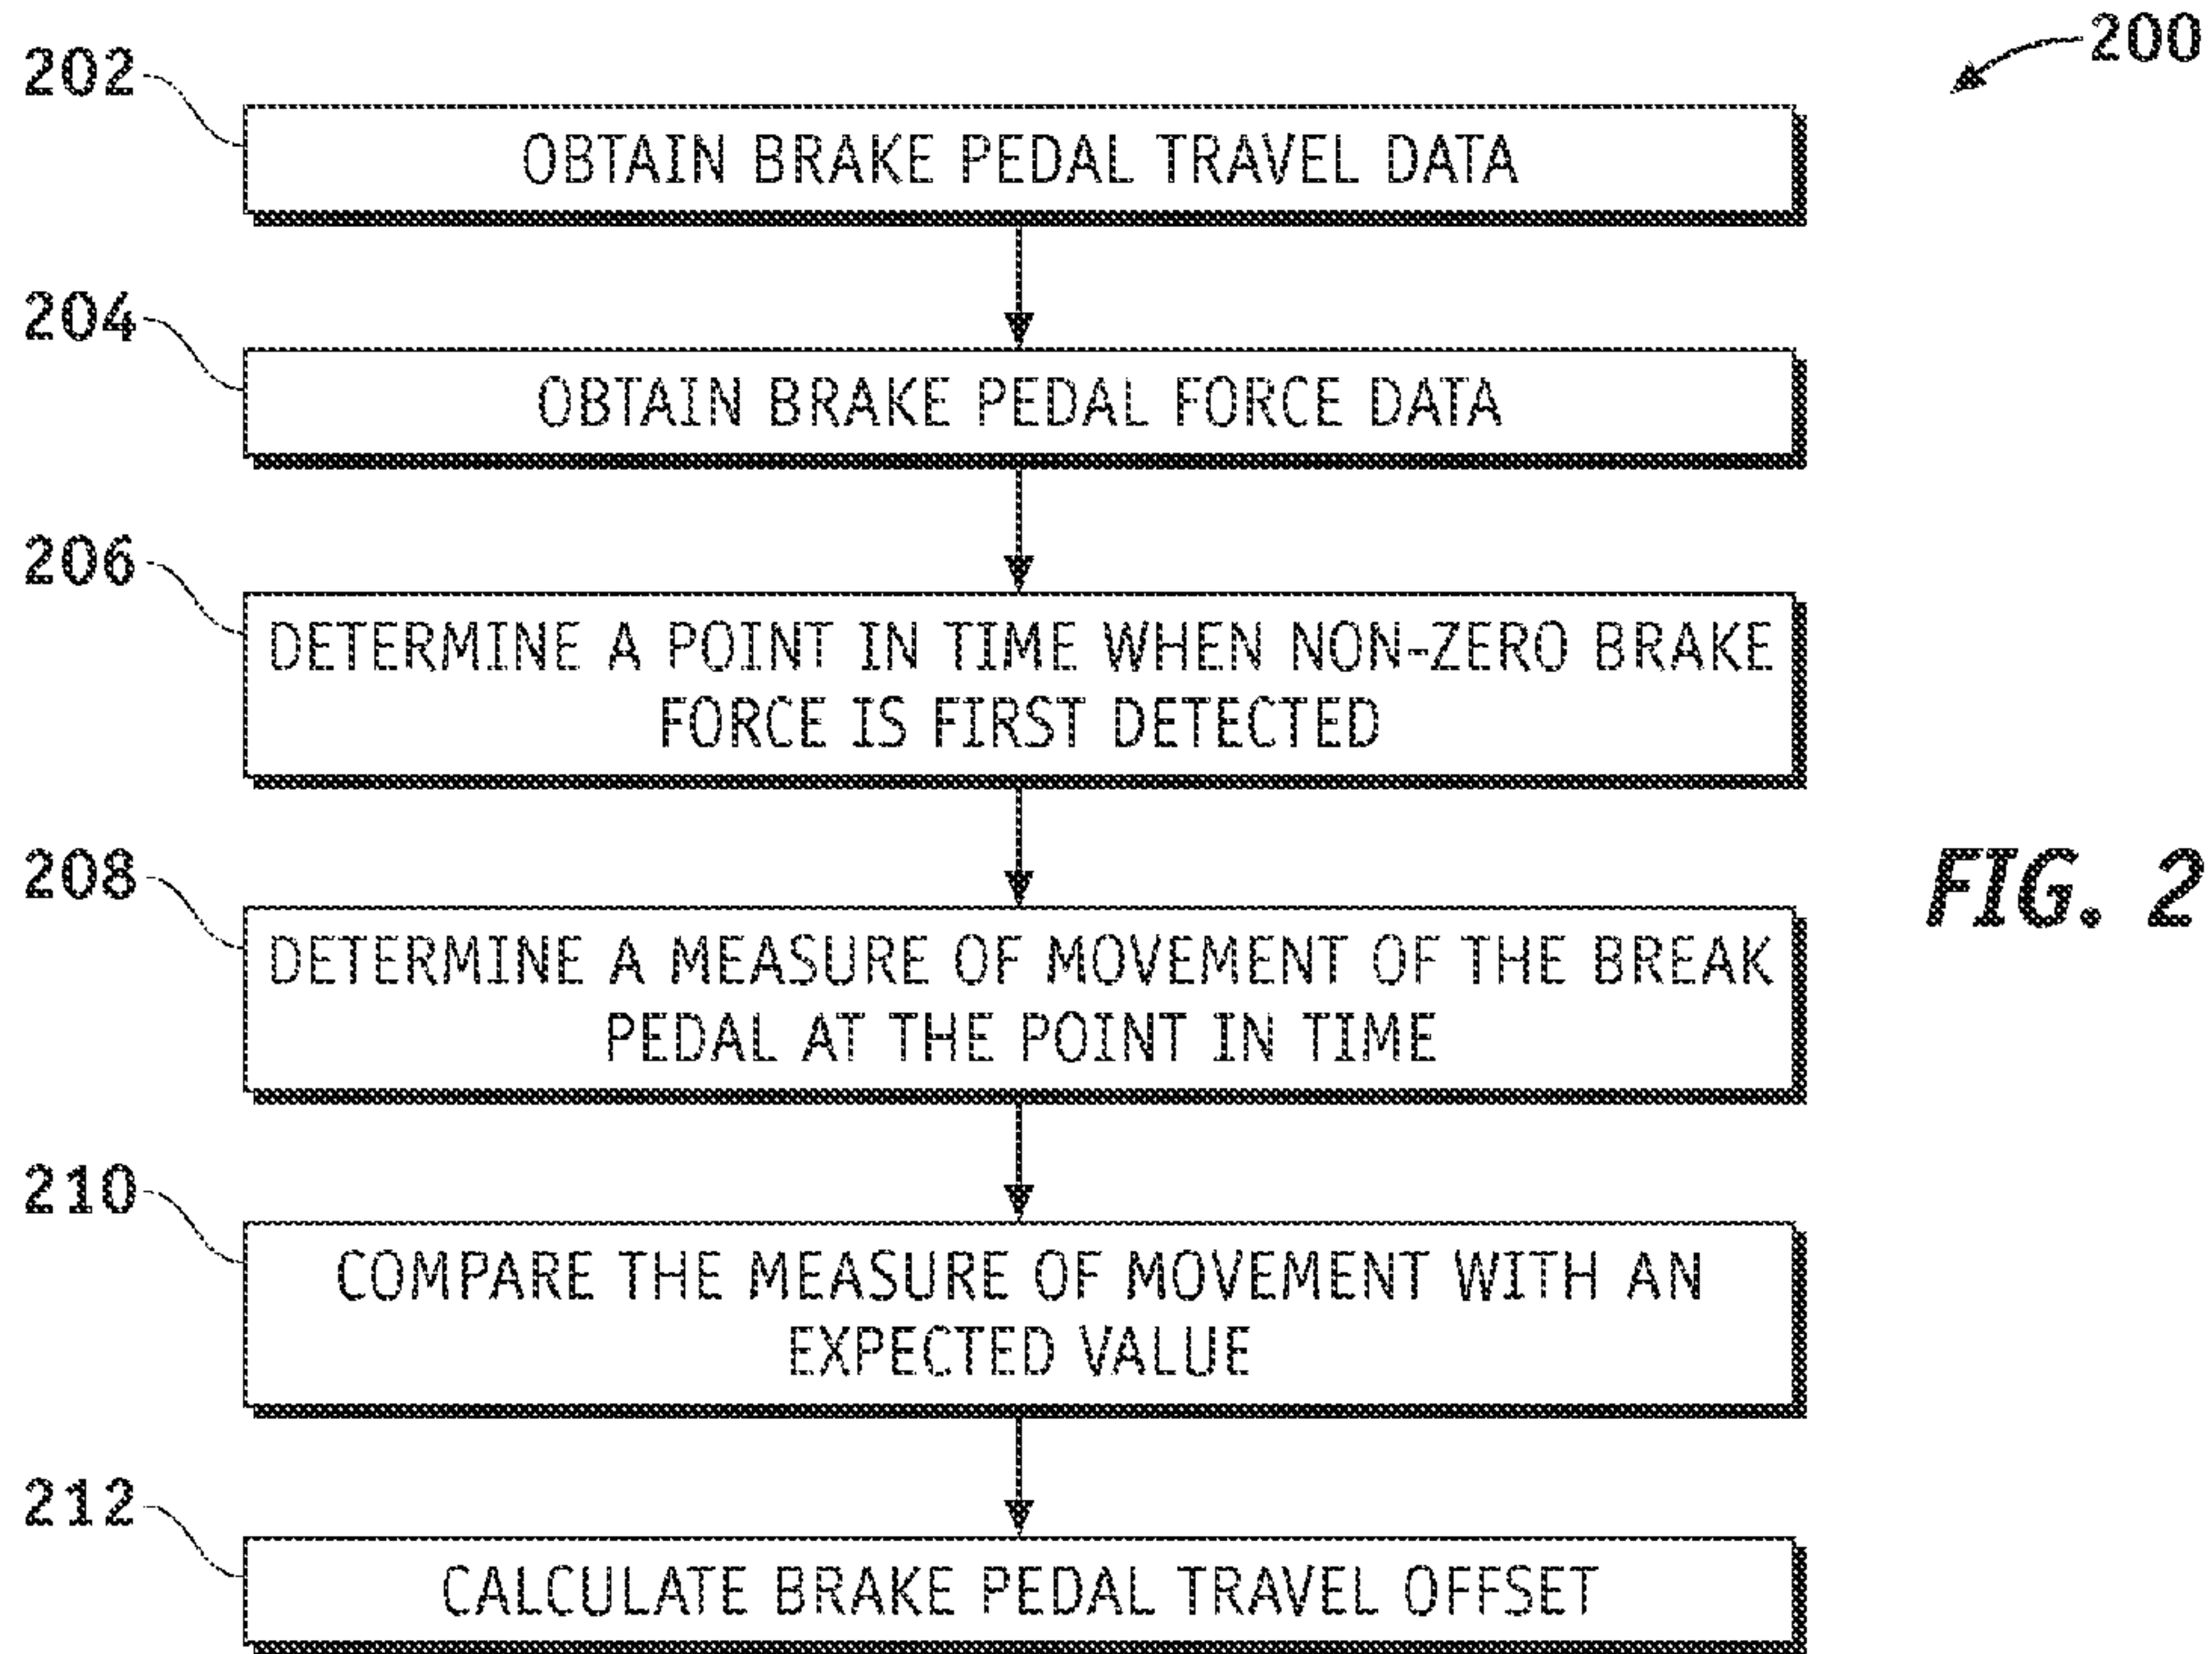 200
202
OBTAIN BRAKE PEDAL TRAVEL DATA
204
OBTAIN BRAKE PEDAL FORCE DATA
206
DETERMINE A POINT IN TIME WHEN NON-ZERO BRAKE
FORCE IS FIRST DETECTED
208
DETERMINE A MEASURE OF MOVEMENT OF THE BREAK
PEDAL AT THE POINT IN TIME
FIG. 2
210
COMPARE THE MEASURE OF MOVEMENT WITH AN
EXPECTED VALUE
212
CALCULATE BRAKE PEDAL TRAVEL OFFSET